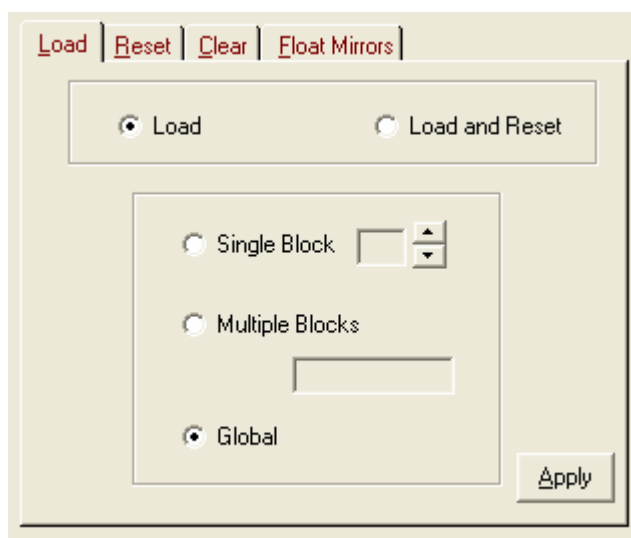 Load Reset Clear Float Mirrors
Load Load and Reset
Single Block
Multiple Blocks
Global
Apply